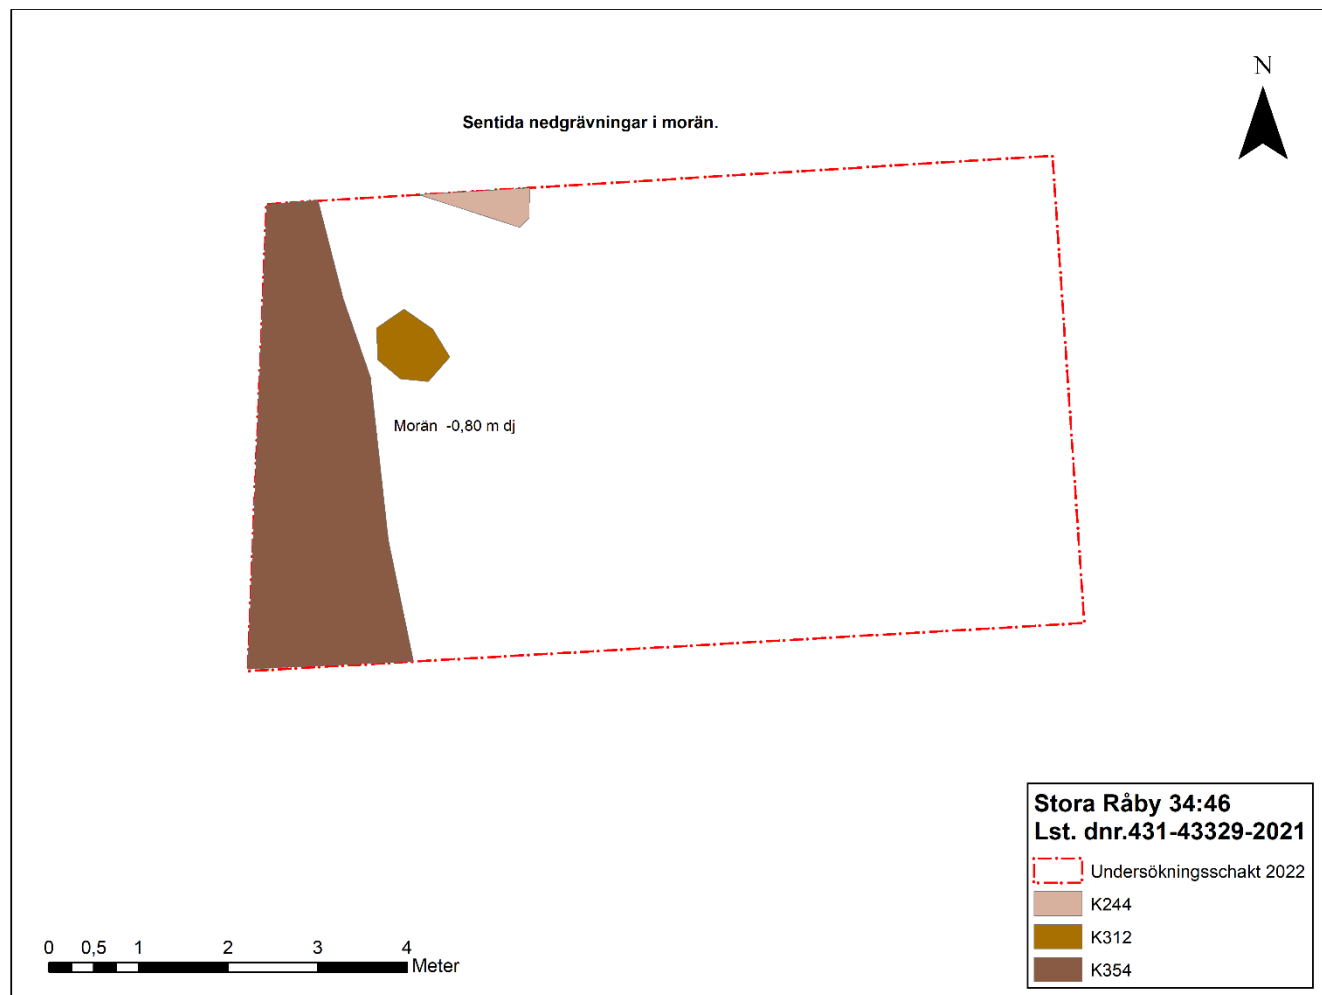 N
Sentida nedgrävningar i morän.
Morän -0,80 m dj
Stora Råby 34:46
Lst. dnr.431-43329-2021
Undersökningsschakt 2022
K244
K312
K354
0 0,5 1 2 3 4
Meter